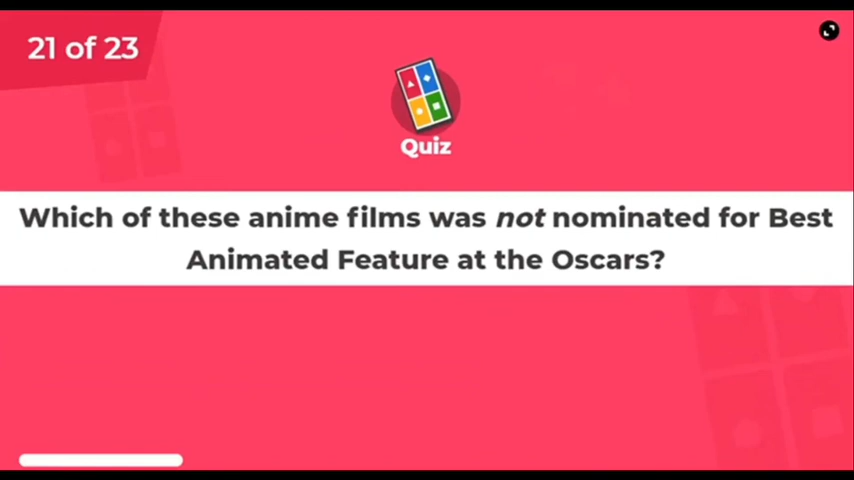 21 of 23
Quiz
Which of these anime films was not nominated for Best
Animated Feature at the Oscars?